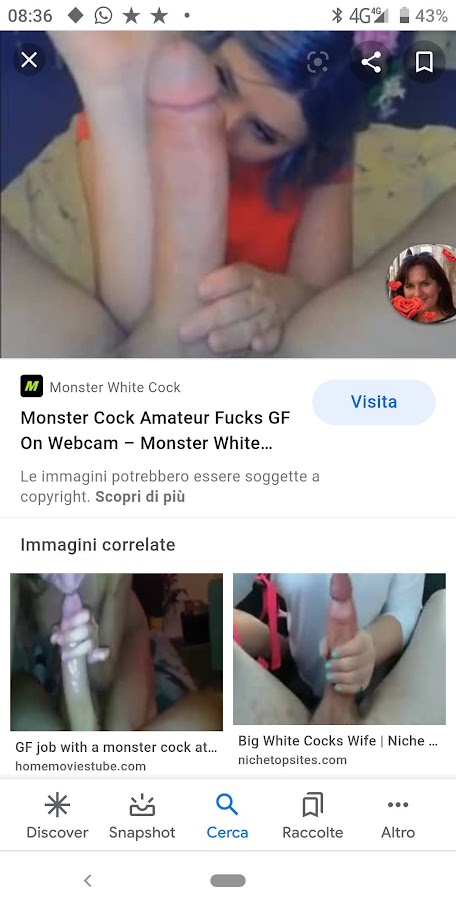 08:36
4G 4G 43%
M Monster White Cock
Monster Cock Amateur Fucks GF
On Webcam – Monster White...
Visita
Le immagini potrebbero essere soggette a
copyright. Scopri di più
Immagini correlate
GF job with a monster cock at...
homemoviestube.com
Big White Cocks Wife | Niche ...
nichetopsites.com
Discover Snapshot Cerca Raccolte Altro